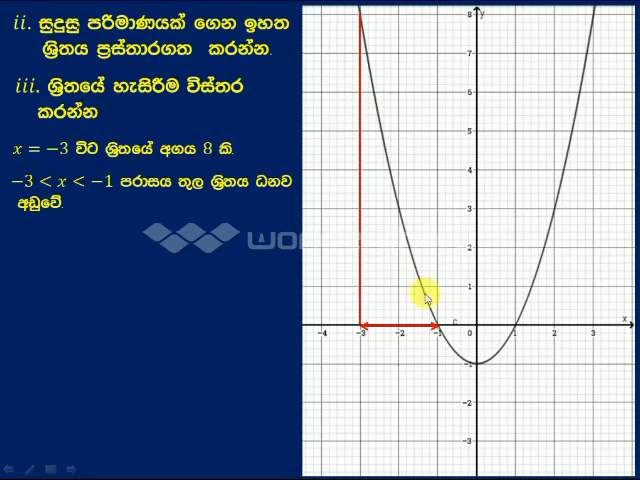 ii. සුදුසු පරිමාණයක් ගෙන ඉහත
ශ්‍රිතය ප්‍රස්තාරගත කරන්න.
iii. ශ්‍රිතයේ හැසිරීම විස්තර
කරන්න
x = −3 විට ශ්‍රිතයේ අගය 8 කි.
−3 < x < −1 පරාසය තුල ශ්‍රිතය ධනව
අඩුවේ.
y
8
7
6
5
4
3
2
1
c
x
-4 -3 -2 -1 0 1 2 3
-1
-2
-3